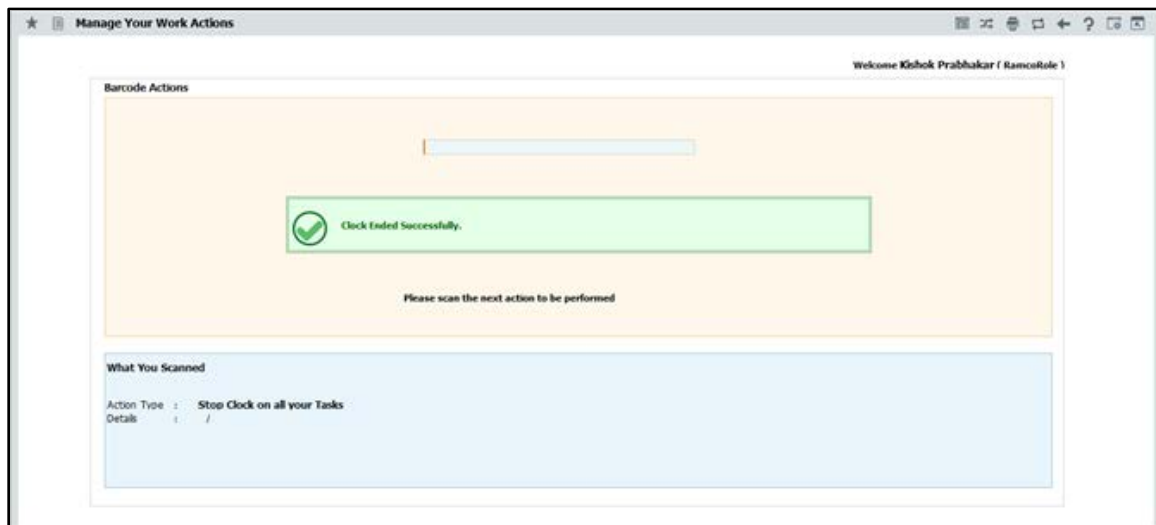 Manage Your Work Actions
Welcome Kishok Prabhakar ( RamcoRole )
Barcode Actions
Clock Ended Successfully.
Please scan the next action to be performed
What You Scanned
Action Type : Stop Clock on all your Tasks
Details : /